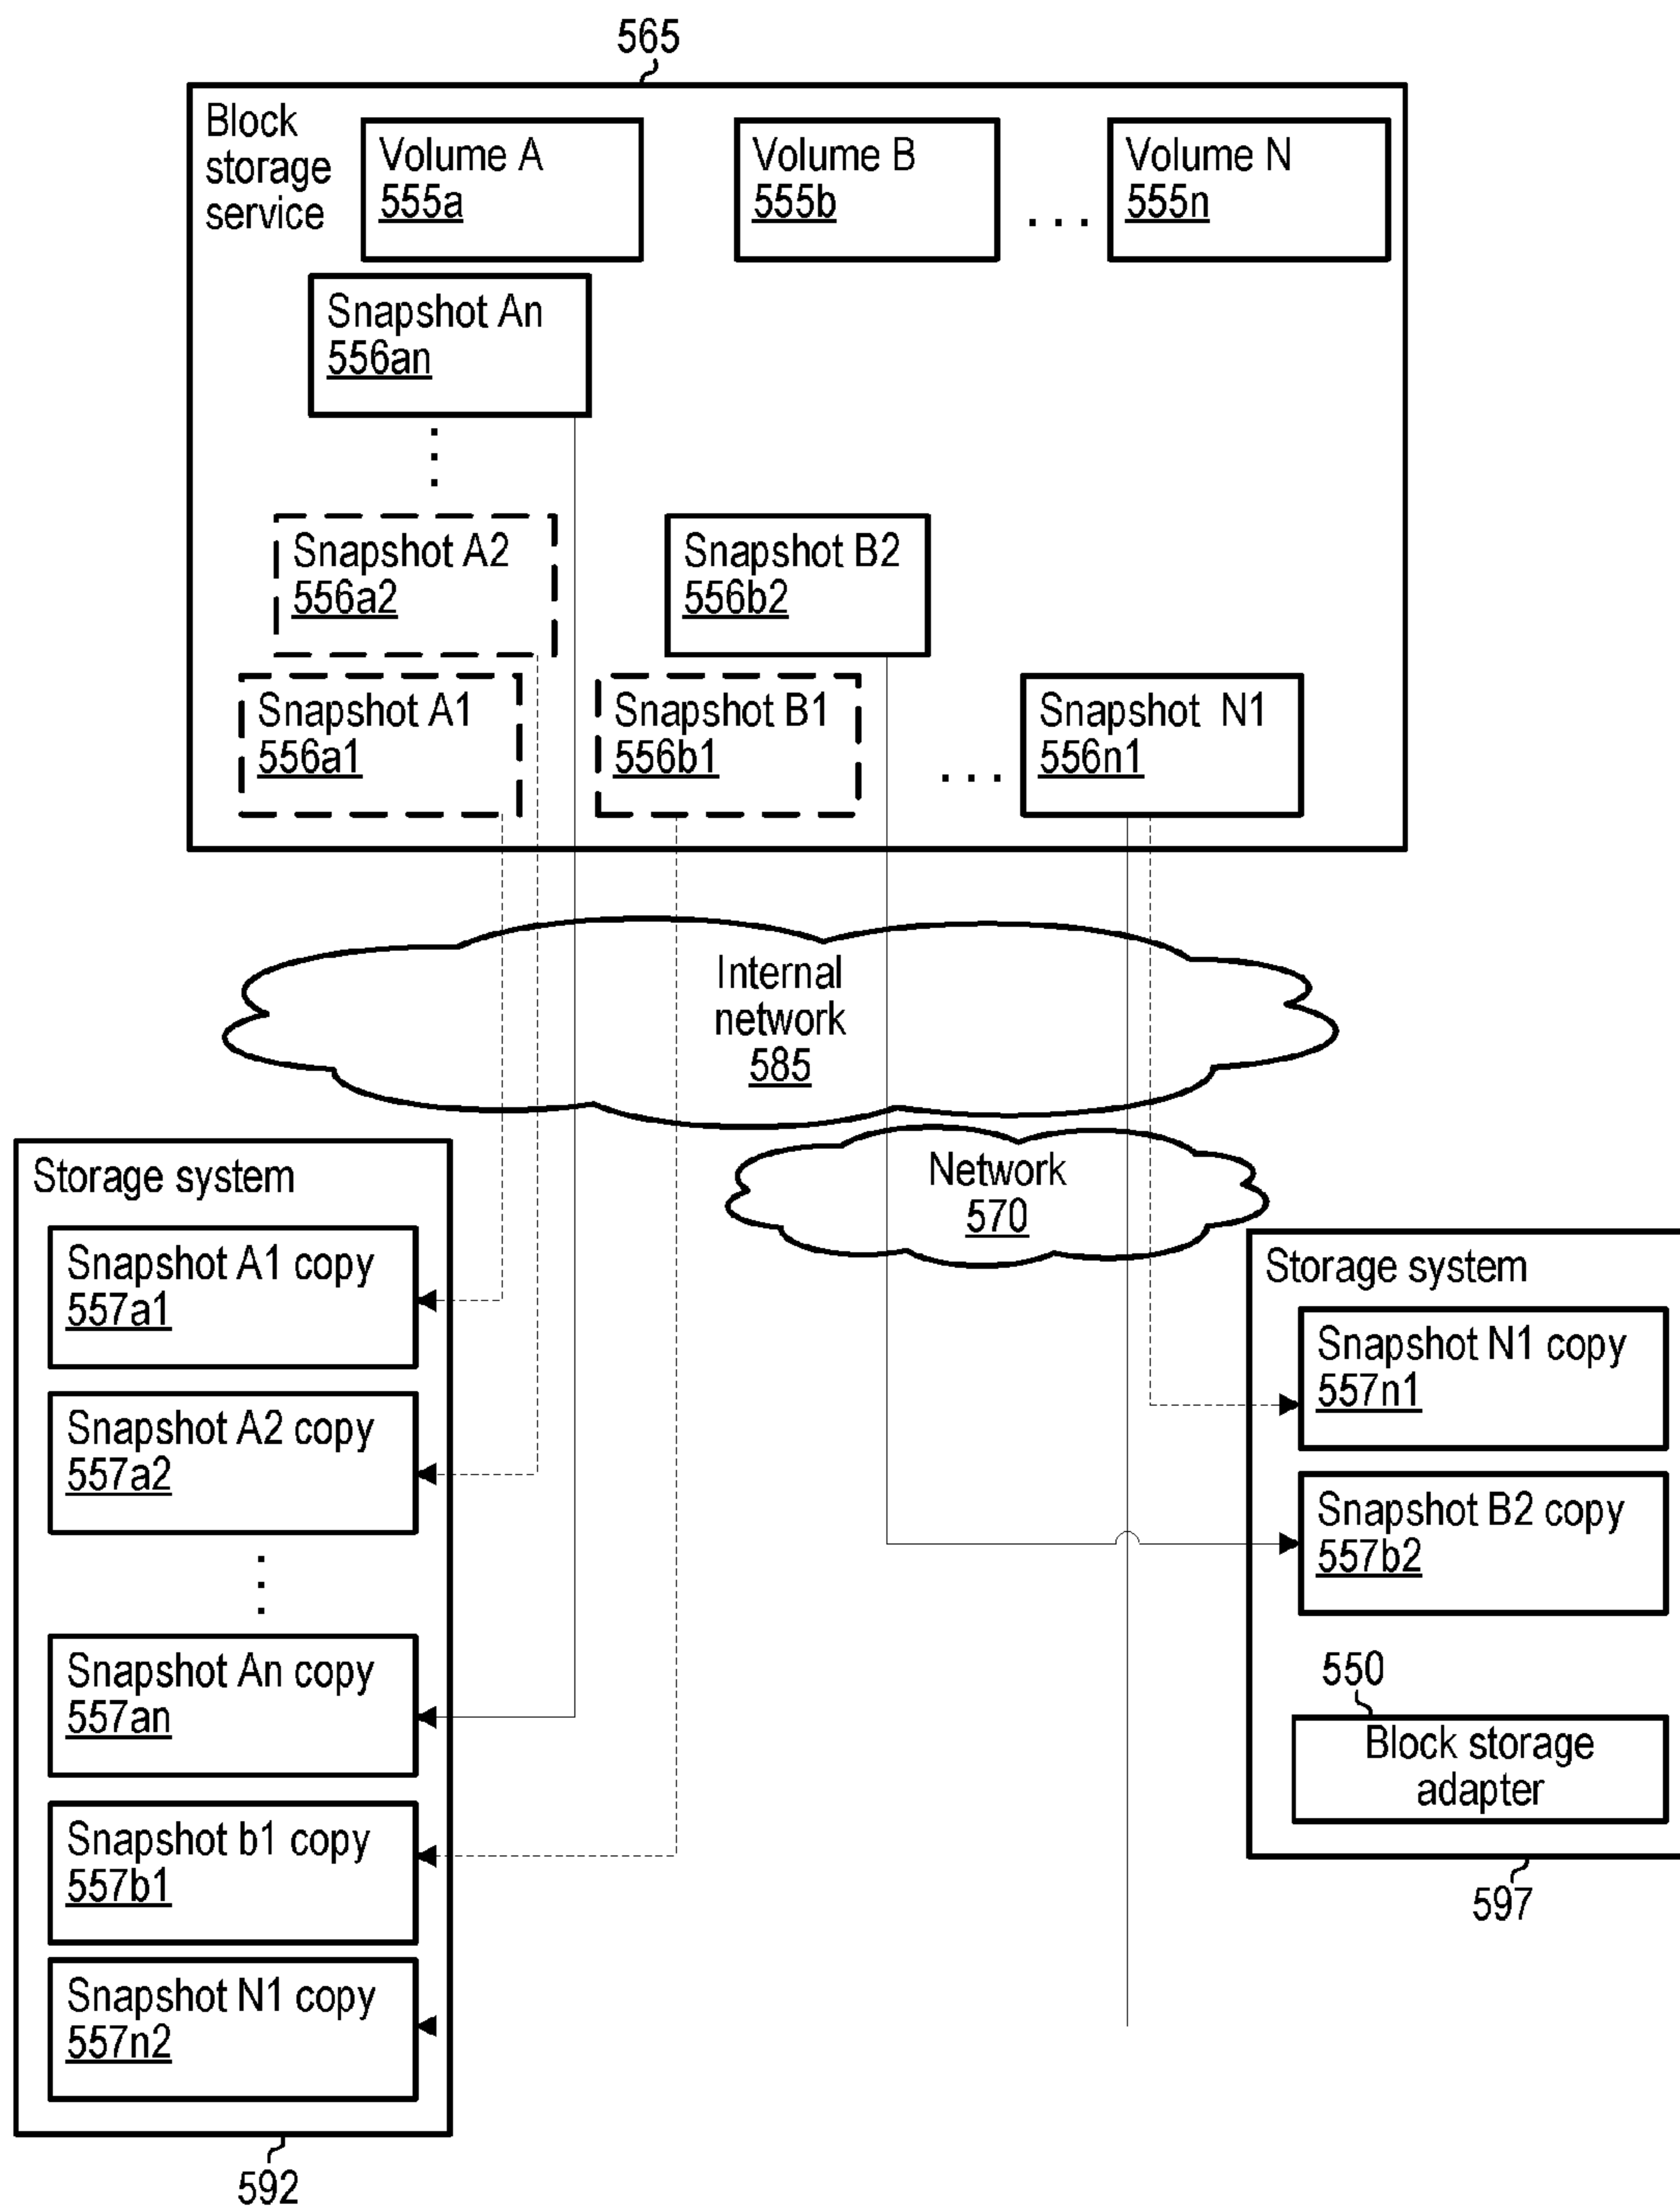 565
Block
storage
service
Volume A
555a
Volume B
555b
. . .
Volume N
555n
Snapshot An
556an
Snapshot A2
556a2
Snapshot B2
556b2
Snapshot A1
556a1
Snapshot B1
556b1
. . .
Snapshot N1
556n1
Internal
network
585
Network
570
Storage system
Snapshot A1 copy
557a1
Snapshot A2 copy
557a2
Snapshot An copy
557an
Snapshot b1 copy
557b1
Snapshot N1 copy
557n2
592
Storage system
Snapshot N1 copy
557n1
Snapshot B2 copy
557b2
550
Block storage
adapter
597